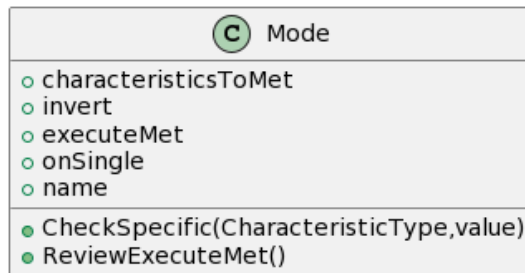 C Mode
characteristicsToMet
invert
executeMet
onSingle
name
CheckSpecific(CharacteristicType,value)
ReviewExecuteMet()